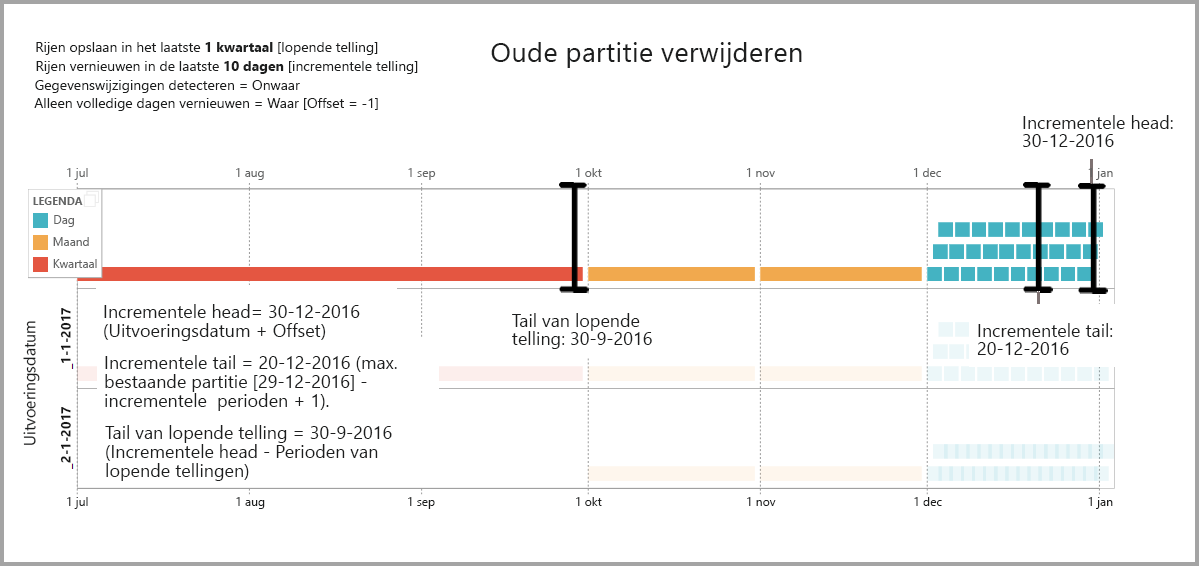 Rijen opslaan in het laatste 1 kwartaal [lopende telling]
Rijen vernieuwen in de laatste 10 dagen [incrementele telling]
Gegevenswijzigingen detecteren = Onwaar
Alleen volledige dagen vernieuwen = Waar [Offset = -1]
Oude partitie verwijderen
Incrementele head:
30-12-2016
1 jul 1 aug 1 sep 1 okt 1 nov 1 dec 1 jan
LEGENDA
Dag
Maand
Kwartaal
Uitvoeringsdatum
1-1-2017
2-1-2017
Incrementele head= 30-12-2016
(Uitvoeringsdatum + Offset)
Incrementele tail = 20-12-2016 (max.
bestaande partitie [29-12-2016] -
incrementele perioden + 1).
Tail van lopende telling = 30-9-2016
(Incrementele head - Perioden van
lopende tellingen)
Tail van lopende
telling: 30-9-2016
Incrementele tail:
20-12-2016
1 jul 1 aug 1 sep 1 okt 1 nov 1 dec 1 jan